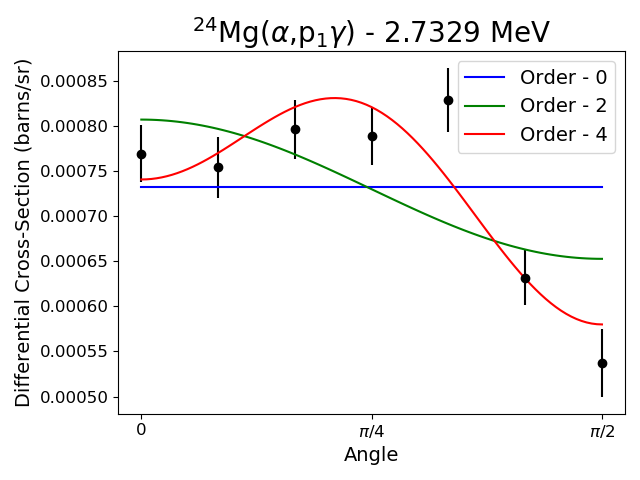 ²⁴Mg(α,p₁γ) - 2.7329 MeV
Differential Cross-Section (barns/sr)
0.00085
0.00080
0.00075
0.00070
0.00065
0.00060
0.00055
0.00050
Order - 0
Order - 2
Order - 4
0
π/4
π/2
Angle